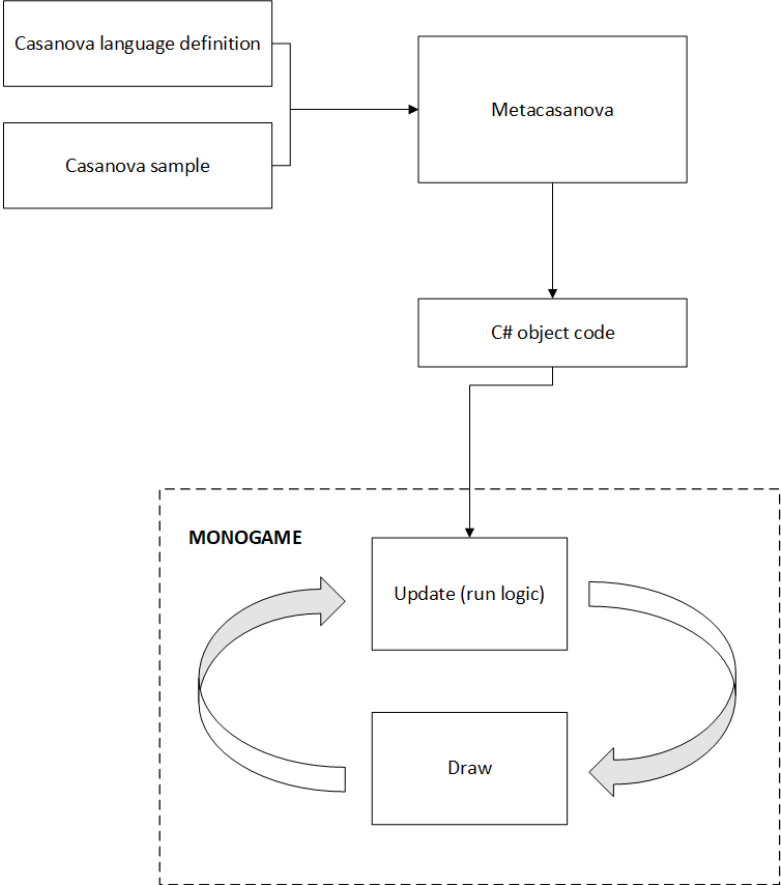 Casanova language definition
Metacasanova
Casanova sample
C# object code
MONOGAME
Update (run logic)
Draw